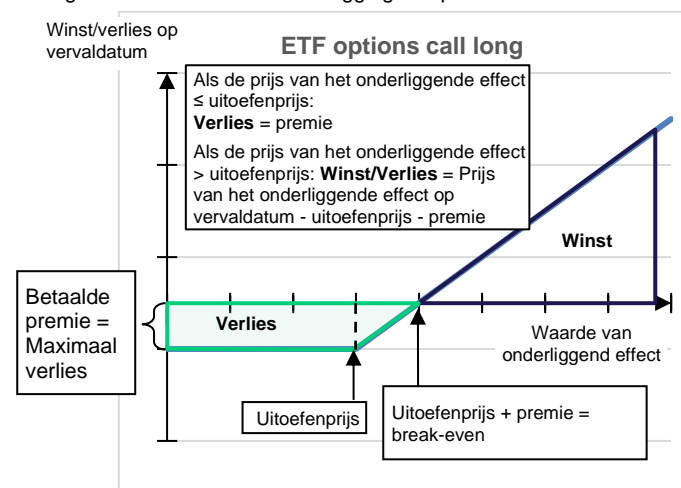 Winst/verlies op
vervaldatum
ETF options call long
Als de prijs van het onderliggende effect
≤ uitoefenprijs:
Verlies = premie
Als de prijs van het onderliggende effect
> uitoefenprijs: Winst/Verlies = Prijs
van het onderliggende effect op
vervaldatum - uitoefenprijs - premie
Winst
Betaalde
premie =
Maximaal
verlies
Verlies
Waarde van
onderliggend effect
Uitoefenprijs
Uitoefenprijs + premie =
break-even